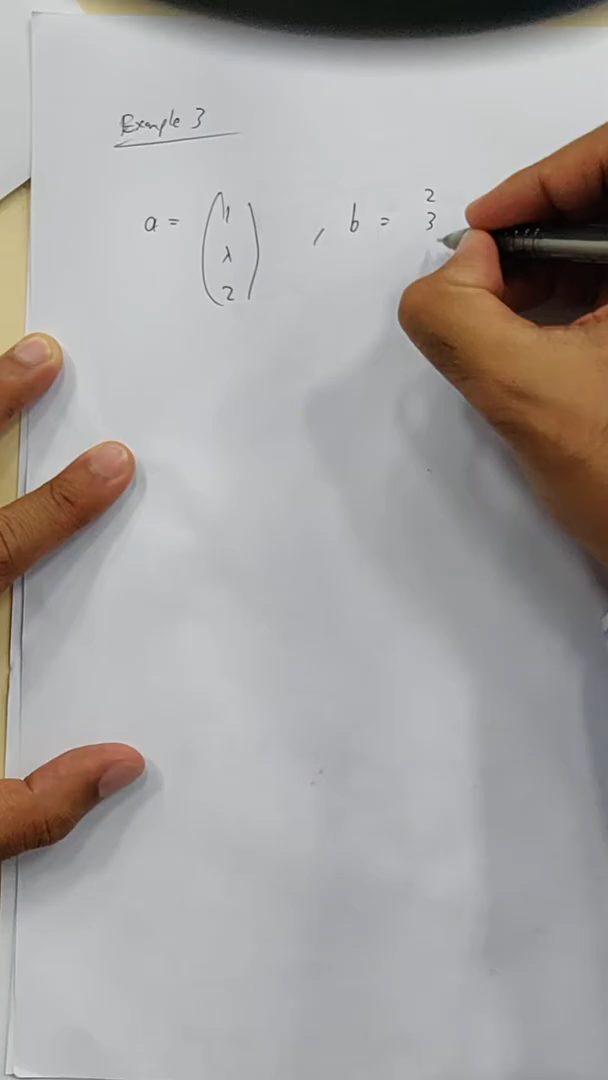 Example 3
a = (1 λ 2) , b = 2 3